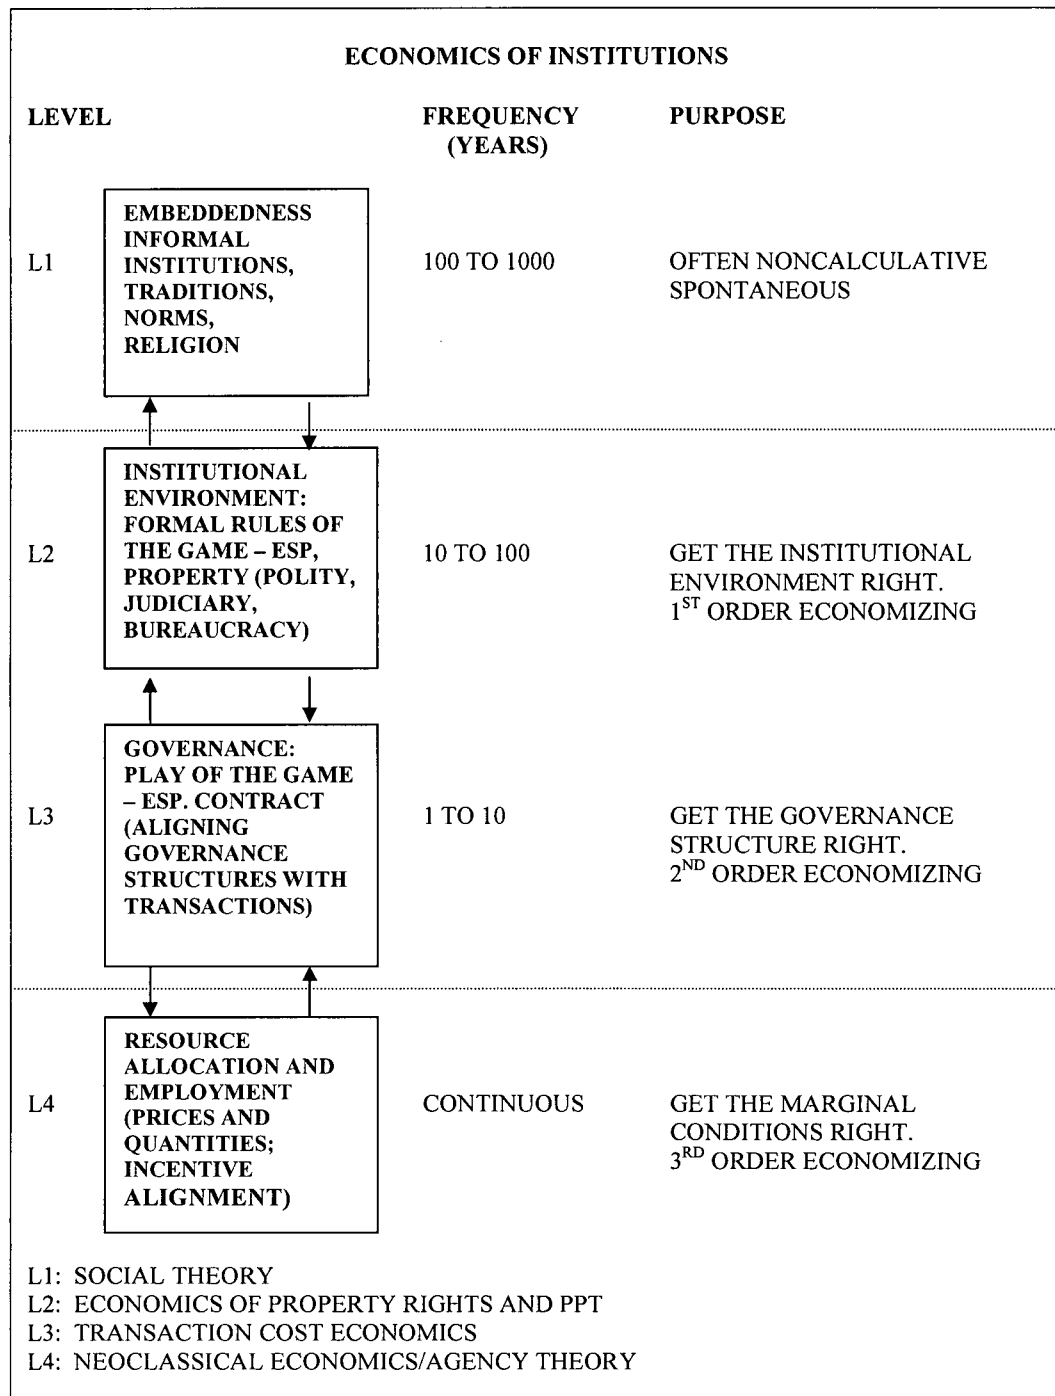 ECONOMICS OF INSTITUTIONS
LEVEL
FREQUENCY
(YEARS)
PURPOSE
L1
EMBEDDEDNESS
INFORMAL
INSTITUTIONS,
TRADITIONS,
NORMS,
RELIGION
100 TO 1000
OFTEN NONCALCULATIVE
SPONTANEOUS
L2
INSTITUTIONAL
ENVIRONMENT:
FORMAL RULES OF
THE GAME – ESP,
PROPERTY (POLITY,
JUDICIARY,
BUREAUCRACY)
10 TO 100
GET THE INSTITUTIONAL
ENVIRONMENT RIGHT.
1ST ORDER ECONOMIZING
L3
GOVERNANCE:
PLAY OF THE GAME
– ESP. CONTRACT
(ALIGNING
GOVERNANCE
STRUCTURES WITH
TRANSACTIONS)
1 TO 10
GET THE GOVERNANCE
STRUCTURE RIGHT.
2ND ORDER ECONOMIZING
L4
RESOURCE
ALLOCATION AND
EMPLOYMENT
(PRICES AND
QUANTITIES;
INCENTIVE
ALIGNMENT)
CONTINUOUS
GET THE MARGINAL
CONDITIONS RIGHT.
3RD ORDER ECONOMIZING
L1: SOCIAL THEORY
L2: ECONOMICS OF PROPERTY RIGHTS AND PPT
L3: TRANSACTION COST ECONOMICS
L4: NEOCLASSICAL ECONOMICS/AGENCY THEORY